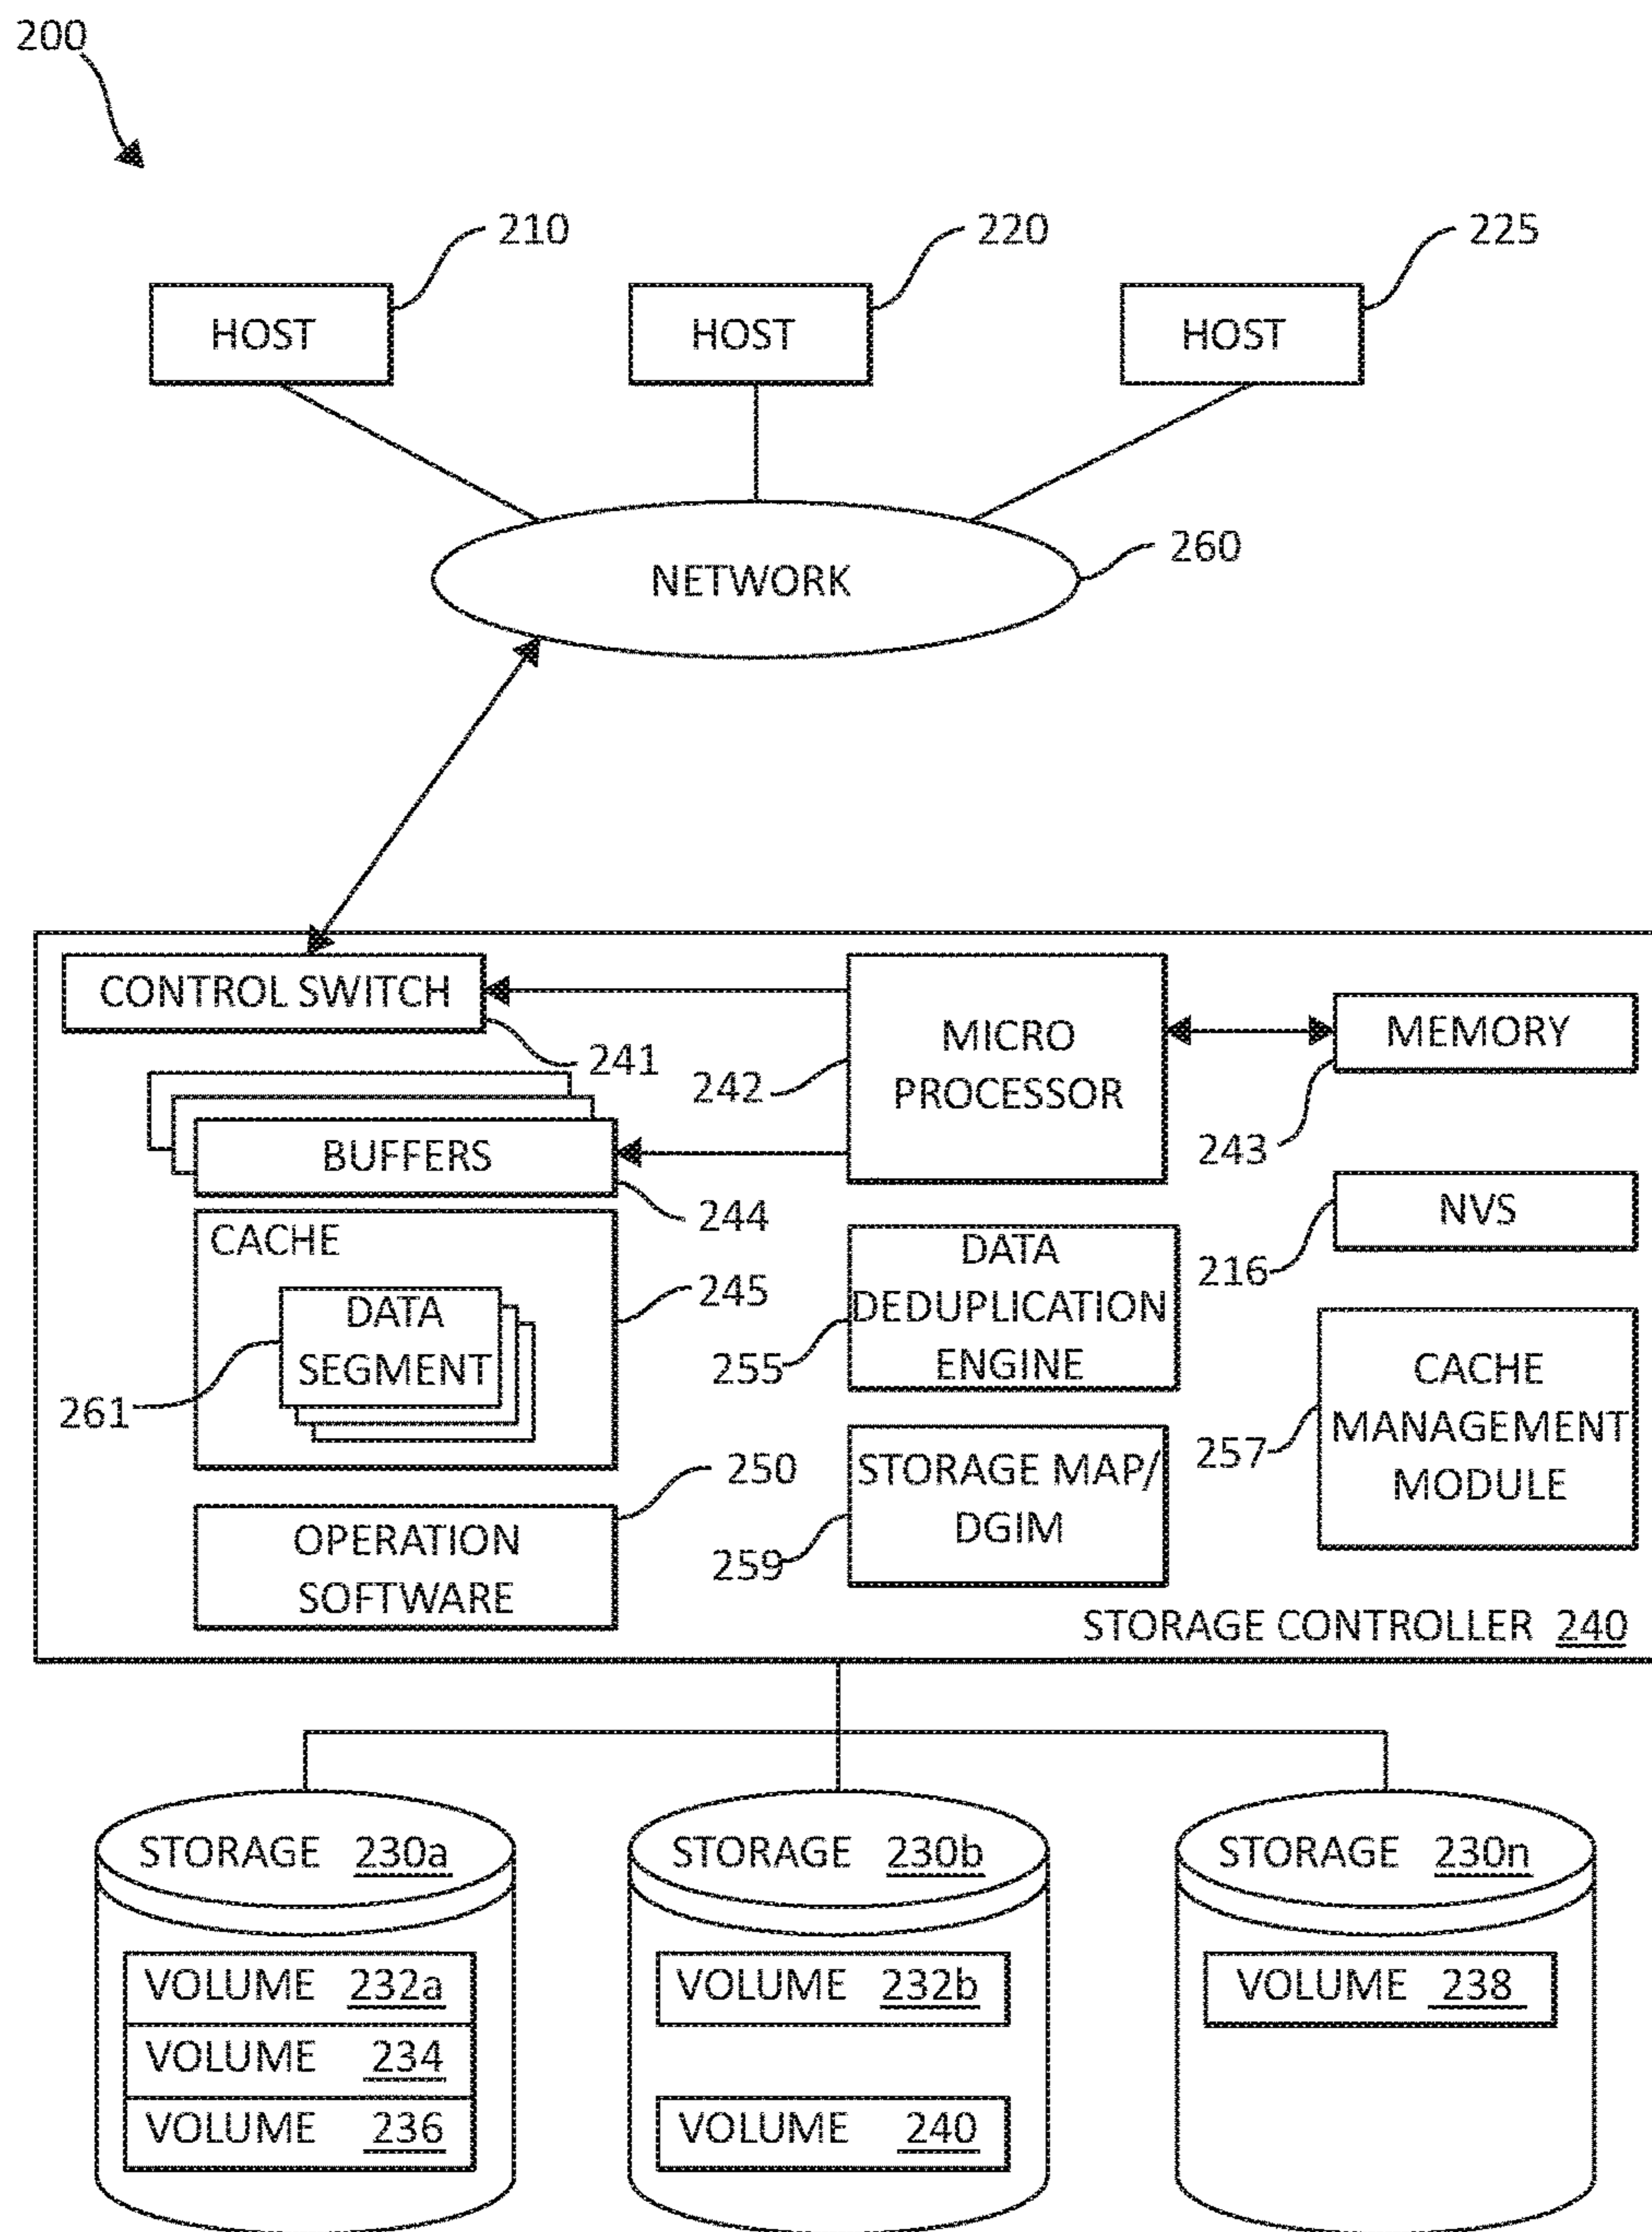 200
210
220
225
HOST
HOST
HOST
260
NETWORK
CONTROL SWITCH
241
MICRO
PROCESSOR
242
MEMORY
243
BUFFERS
244
NVS
216
CACHE
245
DATA
SEGMENT
261
DATA
DEDUPLICATION
ENGINE
255
CACHE
MANAGEMENT
MODULE
257
250
OPERATION
SOFTWARE
STORAGE MAP/
DGIM
259
STORAGE CONTROLLER 240
STORAGE 230a
VOLUME 232a
VOLUME 234
VOLUME 236
STORAGE 230b
VOLUME 232b
VOLUME 240
STORAGE 230n
VOLUME 238